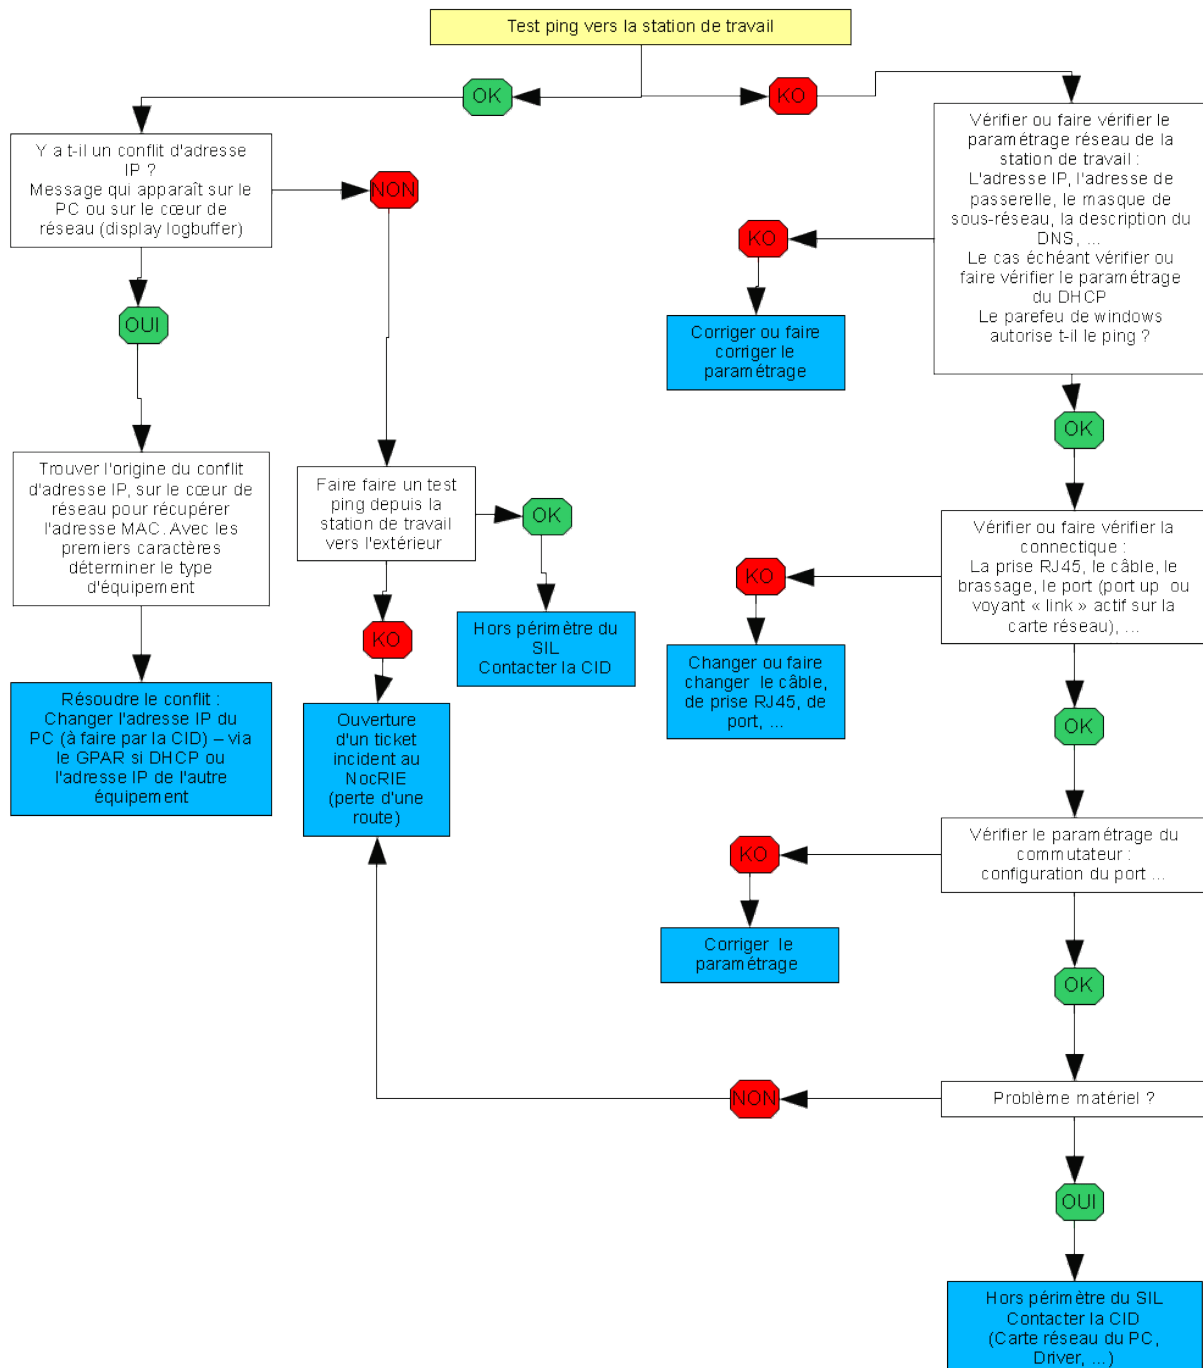 Test ping vers la station de travail
OK
KO
Y a t-il un conflit d'adresse
IP ?
Message qui apparaît sur le
PC ou sur le cœur de
réseau (display logbuffer)
NON
OUI
Trouver l'origine du conflit
d'adresse IP, sur le cœur de
réseau pour récupérer
l'adresse MAC. Avec les
premiers caractères
déterminer le type
d'équipement
Résoudre le conflit :
Changer l'adresse IP du
PC (à faire par la CID) – via
le GPAR si DHCP ou
l'adresse IP de l'autre
équipement
Faire faire un test
ping depuis la
station de travail
vers l'extérieur
OK
KO
Hors périmètre du
SIL
Contacter la CID
Ouverture
d'un ticket
incident au
NocRIE
(perte d'une
route)
Vérifier ou faire vérifier le
paramétrage réseau de la
station de travail :
L'adresse IP, l'adresse de
passerelle, le masque de
sous-réseau, la description du
DNS, ...
Le cas échéant vérifier ou
faire vérifier le paramétrage
du DHCP
Le parefeu de windows
autorise t-il le ping ?
KO
Corriger ou faire
corriger le
paramétrage
OK
Vérifier ou faire vérifier la
connectique :
La prise RJ45, le câble, le
brassage, le port (port up ou
voyant « link » actif sur la
carte réseau), ...
KO
Changer ou faire
changer le câble,
de prise RJ45, de
port, ...
OK
Vérifier le paramétrage du
commutateur :
configuration du port ...
KO
Corriger le
paramétrage
OK
Problème matériel ?
NON
OUI
Hors périmètre du SIL
Contacter la CID
(Carte réseau du PC,
Driver, ...)